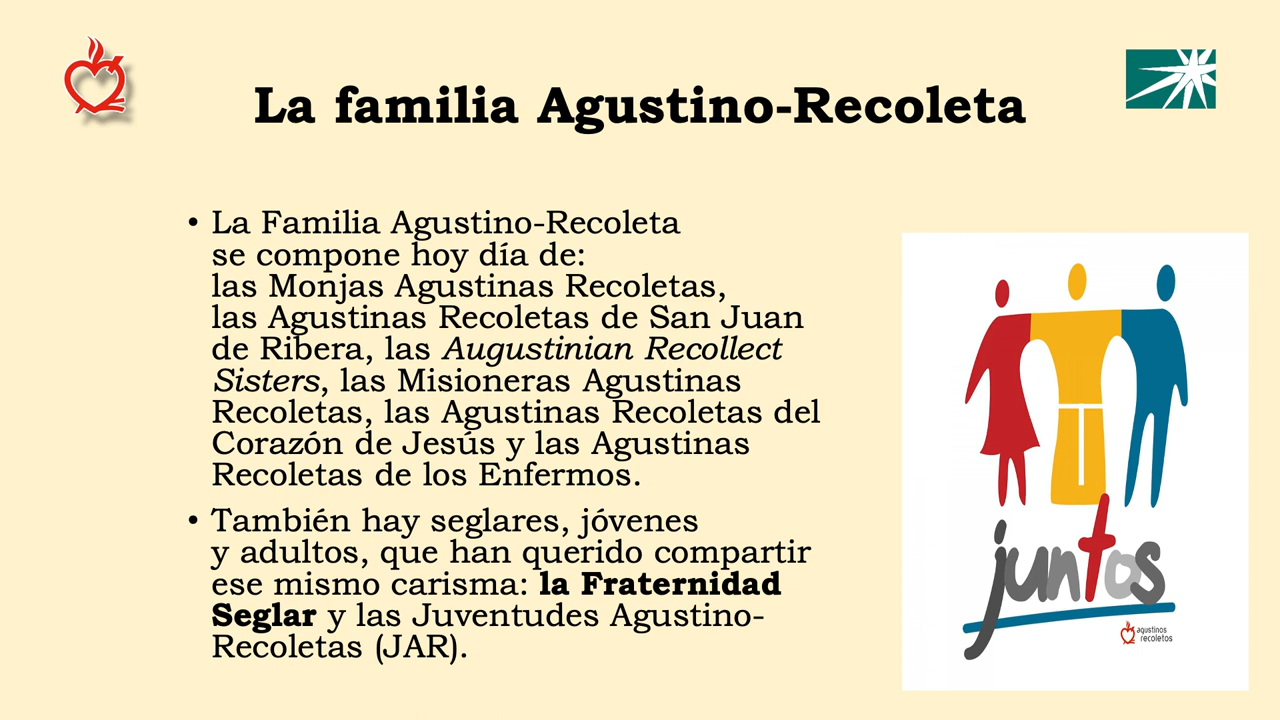 La familia Agustino-Recoleta
• La Familia Agustino-Recoleta
se compone hoy día de:
las Monjas Agustinas Recoletas,
las Agustinas Recoletas de San Juan
de Ribera, las Augustinian Recollect
Sisters, las Misioneras Agustinas
Recoletas, las Agustinas Recoletas del
Corazón de Jesús y las Agustinas
Recoletas de los Enfermos.
• También hay seglares, jóvenes
y adultos, que han querido compartir
ese mismo carisma: la Fraternidad
Seglar y las Juventudes Agustino-
Recoletas (JAR).
juntos
agustinos
recoletos